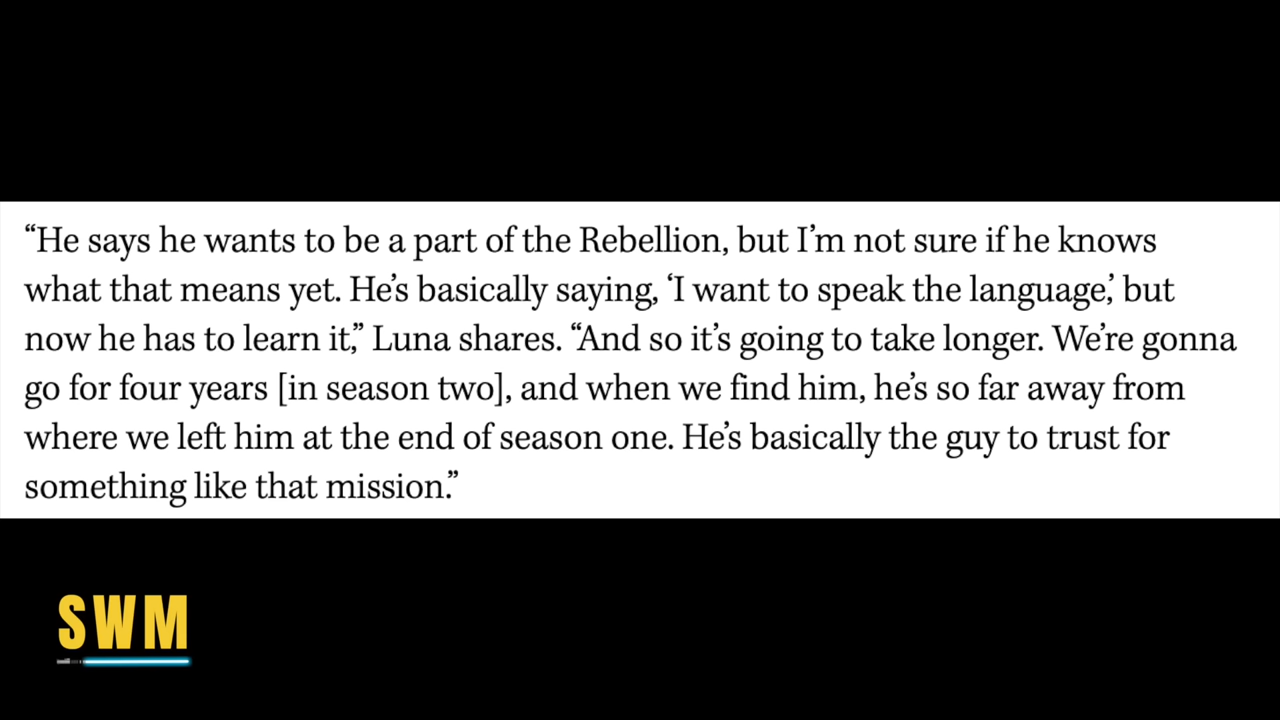 “He says he wants to be a part of the Rebellion, but I’m not sure if he knows
what that means yet. He’s basically saying, ‘I want to speak the language,’ but
now he has to learn it,” Luna shares. “And so it’s going to take longer. We’re gonna
go for four years [in season two], and when we find him, he’s so far away from
where we left him at the end of season one. He’s basically the guy to trust for
something like that mission.”
SWM